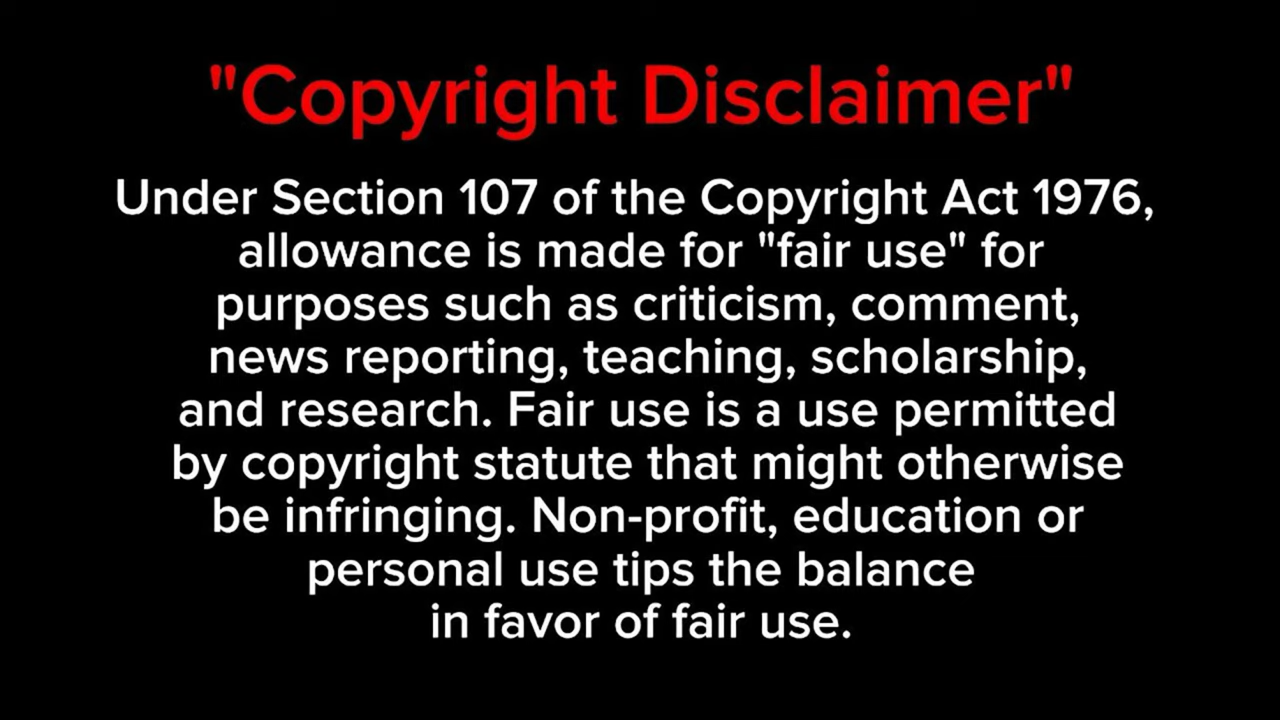 "Copyright Disclaimer"
Under Section 107 of the Copyright Act 1976,
allowance is made for "fair use" for
purposes such as criticism, comment,
news reporting, teaching, scholarship,
and research. Fair use is a use permitted
by copyright statute that might otherwise
be infringing. Non-profit, education or
personal use tips the balance
in favor of fair use.